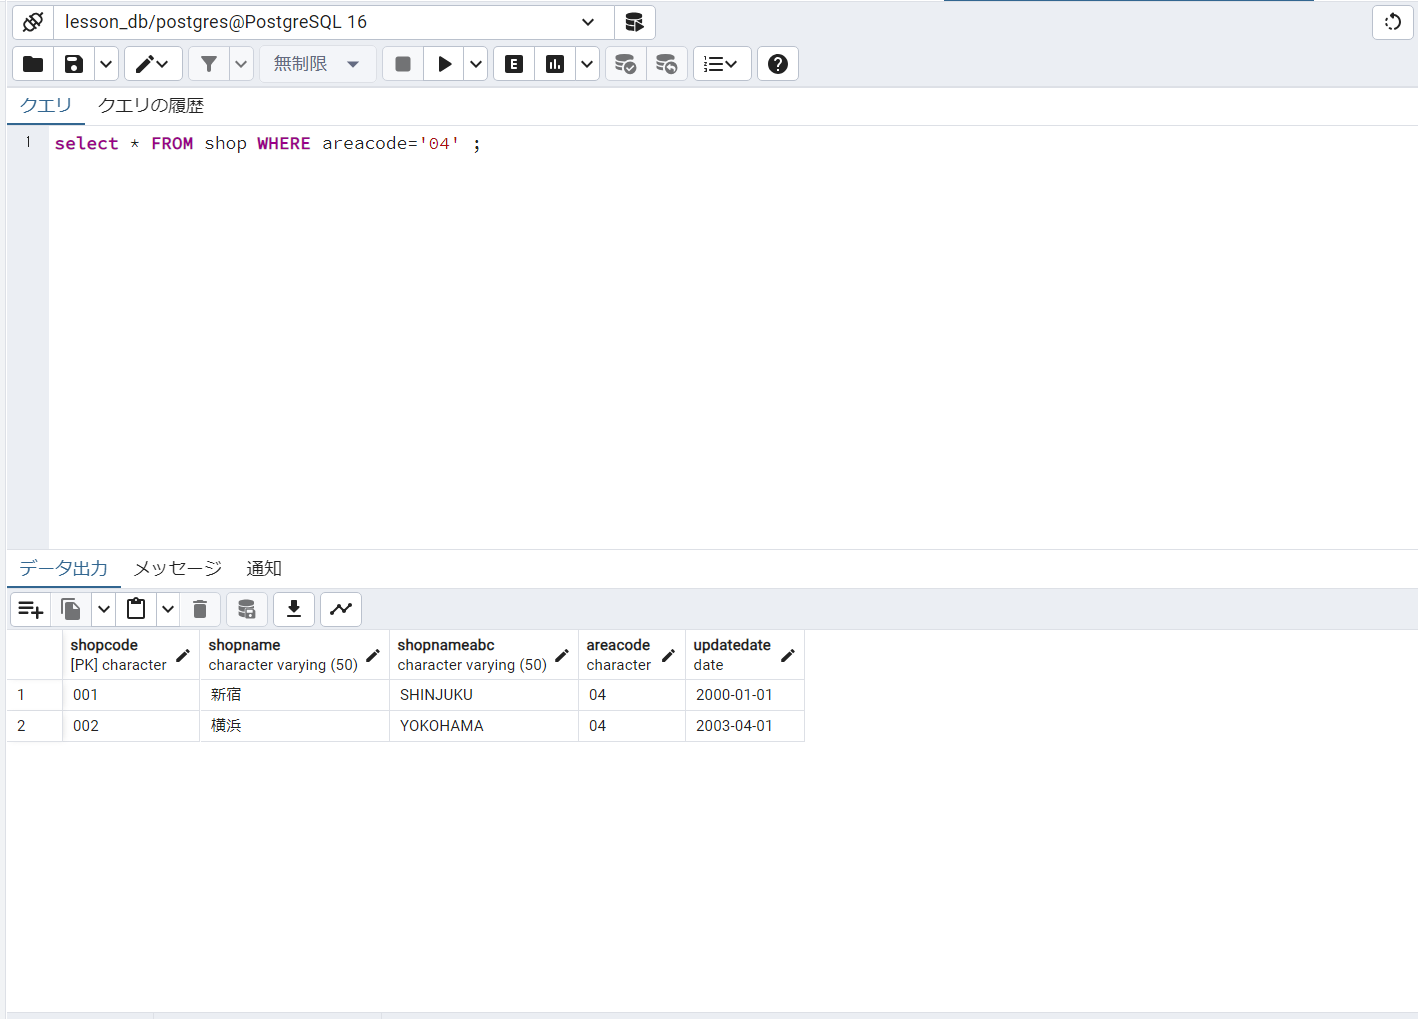 lesson_db/postgres@PostgreSQL 16
無制限
E
クエリ クエリの履歴
1 select * FROM shop WHERE areacode='04' ;
データ出力 メッセージ 通知
shopcode shopname shopnameabc areacode updatedate
[PK] character character varying (50) character varying (50) character date
1 001 新宿 SHINJUKU 04 2000-01-01
2 002 横浜 YOKOHAMA 04 2003-04-01